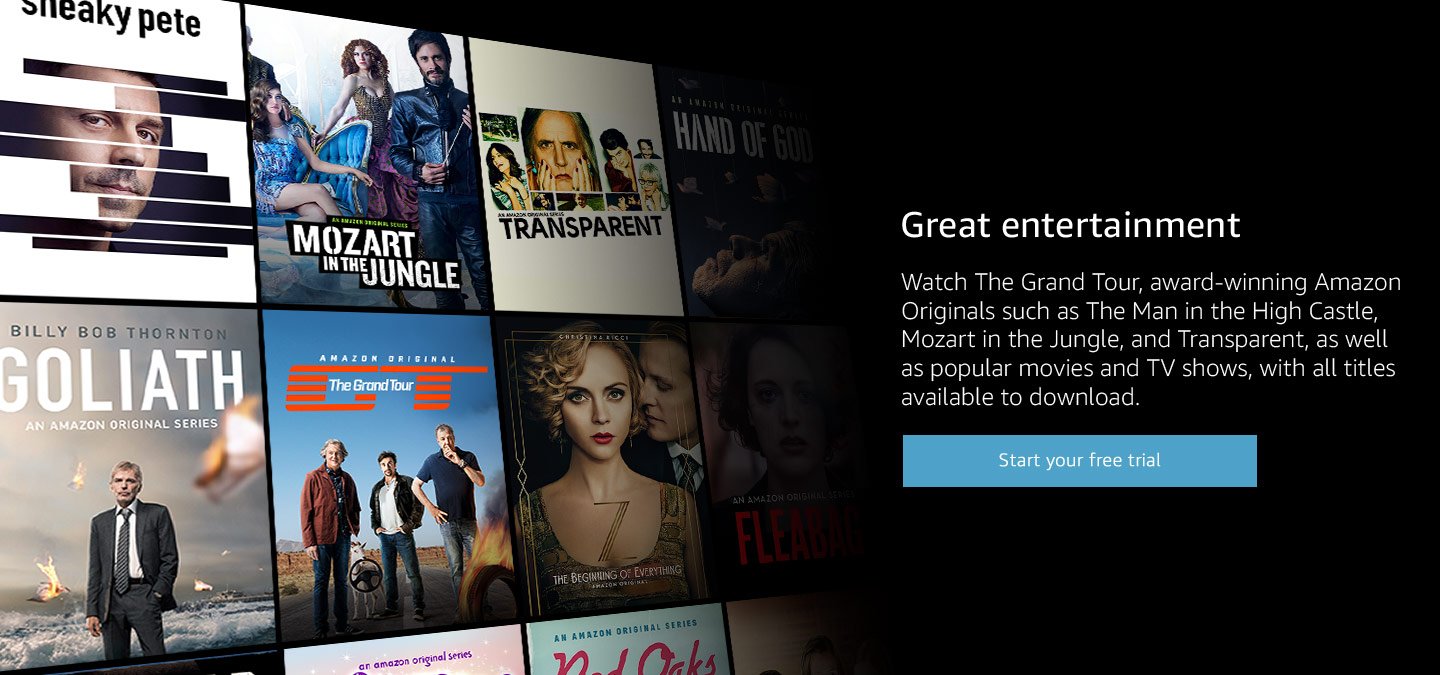 sneaky pete
AN AMAZON ORIGINAL SERIES
MOZART
IN THE JUNGLE
AN AMAZON ORIGINAL SERIES
TRANSPARENT
AN AMAZON ORIGINAL SERIES
HAND OF GOD
BILLY BOB THORNTON
GOLIATH
AN AMAZON ORIGINAL SERIES
AMAZON ORIGINAL
The Grand Tour
CHRISTINA RICCI
Z
THE BEGINNING OF EVERYTHING
AMAZON ORIGINAL
AN AMAZON ORIGINAL SERIES
FLEABAG
an amazon original series
AN AMAZON ORIGINAL SERIES
Red Oaks
Great entertainment
Watch The Grand Tour, award-winning Amazon
Originals such as The Man in the High Castle,
Mozart in the Jungle, and Transparent, as well
as popular movies and TV shows, with all titles
available to download.
Start your free trial